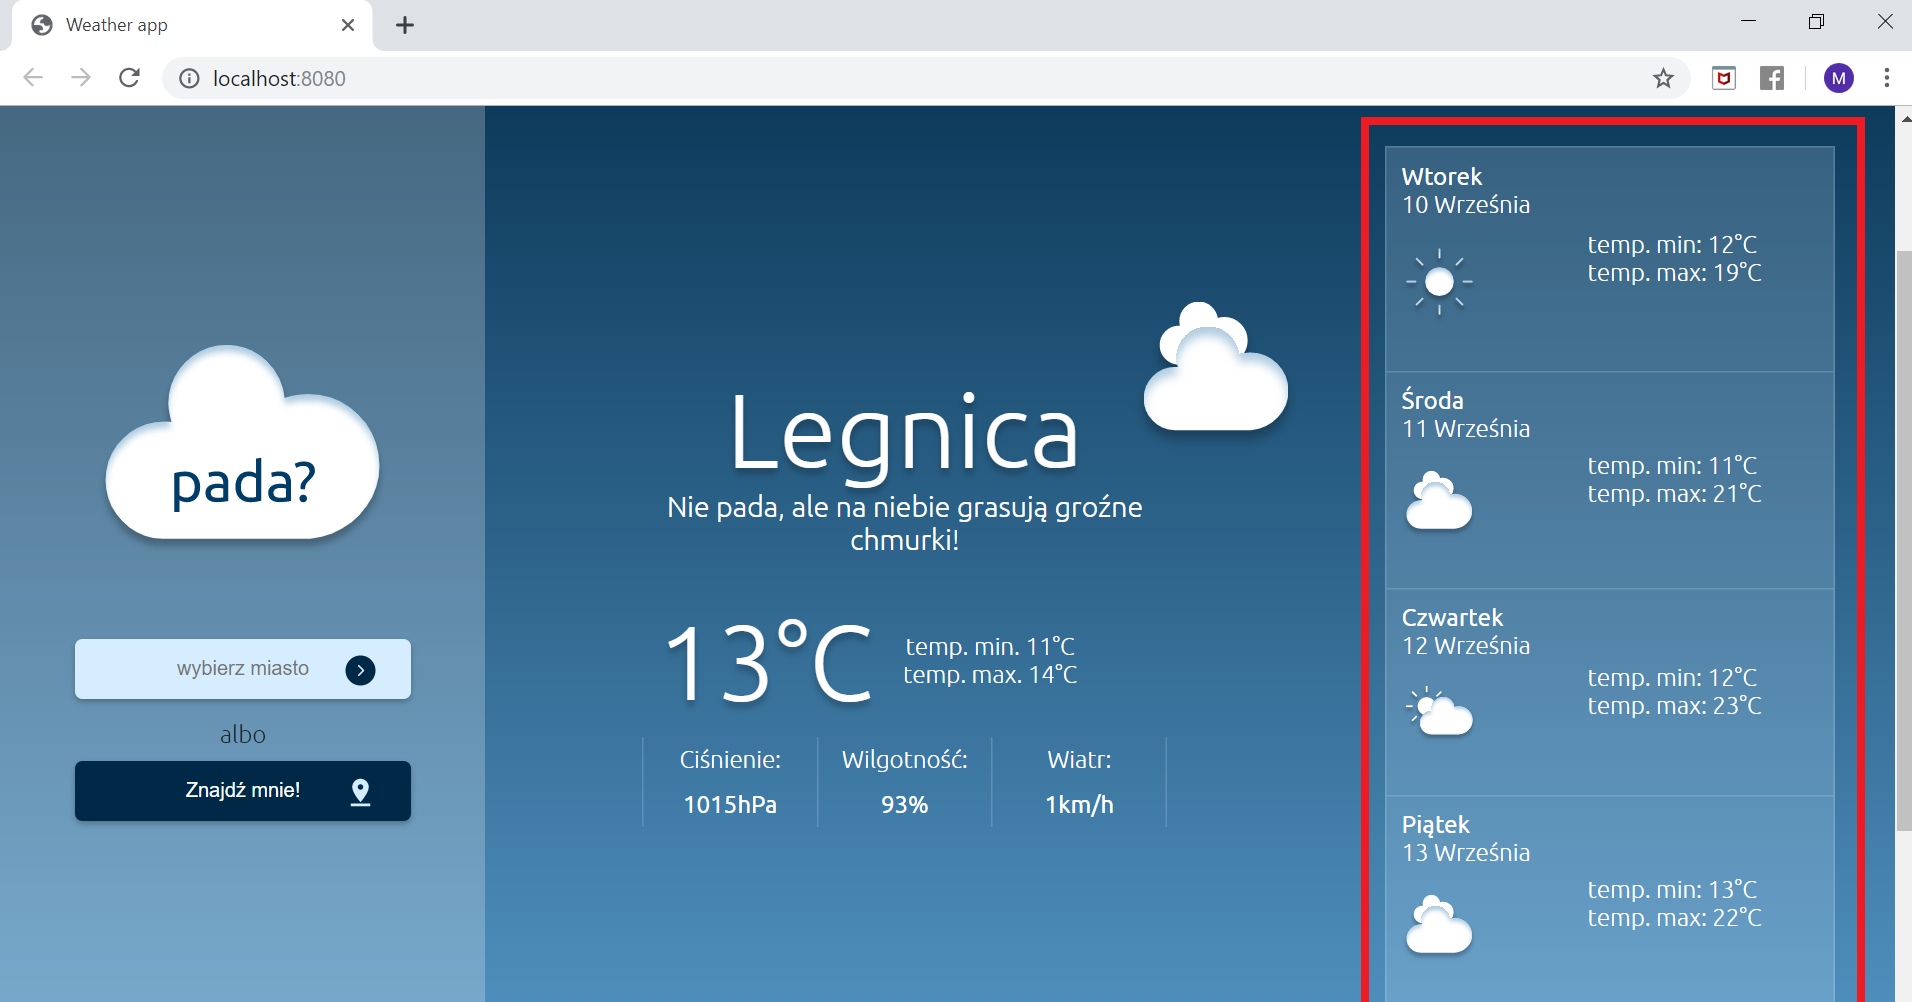 Weather app
localhost:8080
M
pada?
wybierz miasto
albo
Znajdź mnie!
Legnica
Nie pada, ale na niebie grasują groźne
chmurki!
13°C
temp. min. 11°C
temp. max. 14°C
Ciśnienie:
1015hPa
Wilgotność:
93%
Wiatr:
1km/h
Wtorek
10 Września
temp. min: 12°C
temp. max: 19°C
Środa
11 Września
temp. min: 11°C
temp. max: 21°C
Czwartek
12 Września
temp. min: 12°C
temp. max: 23°C
Piątek
13 Września
temp. min: 13°C
temp. max: 22°C